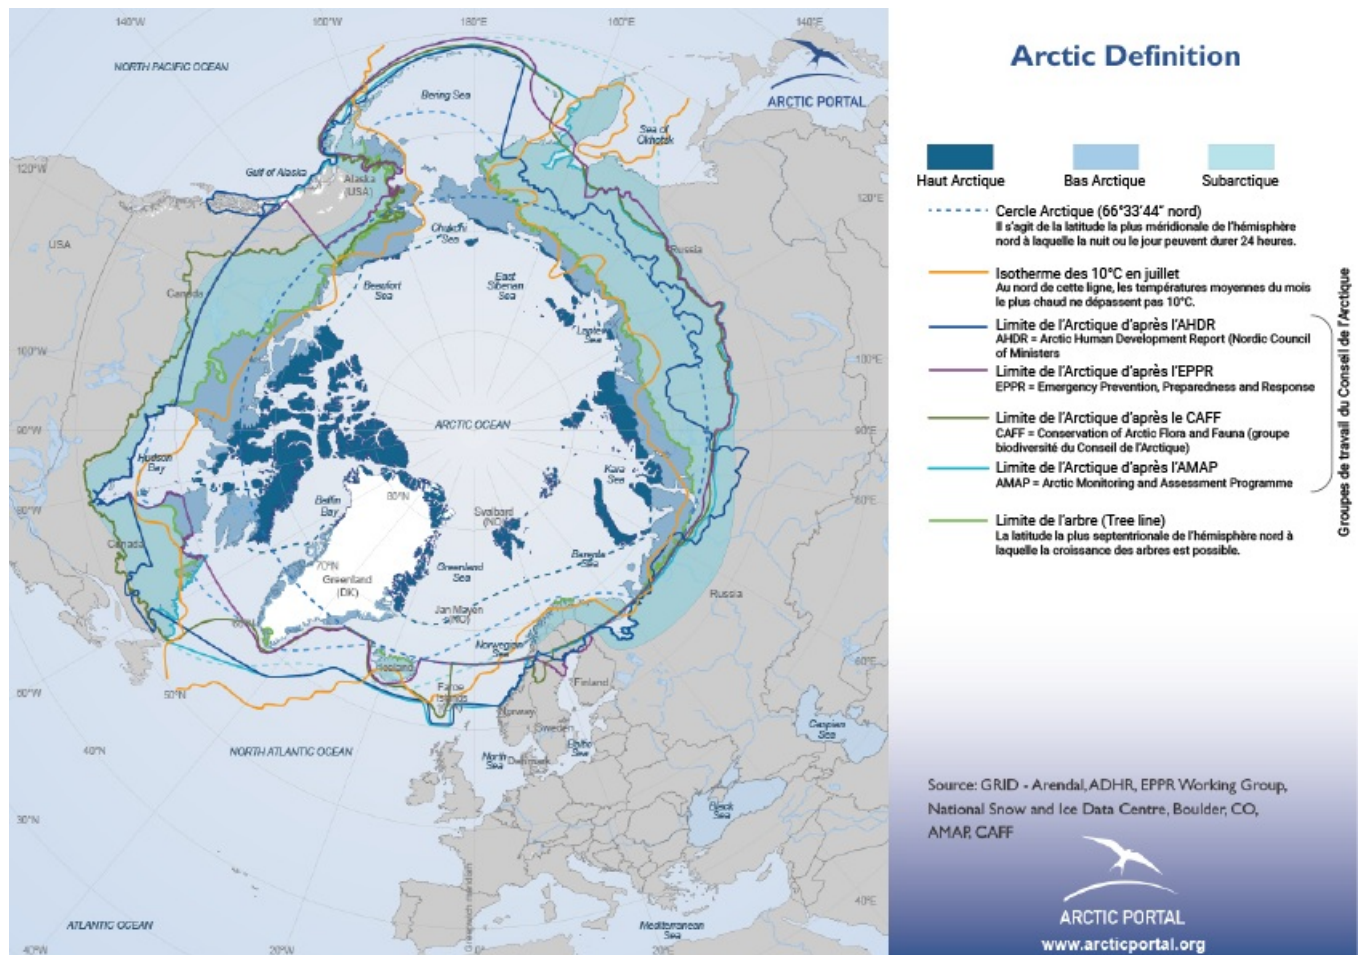 140°W
160°W
180°E
160°E
140°E
NORTH PACIFIC OCEAN
ARCTIC PORTAL
Bering Sea
Sea of
Okhotsk
120°W
Gulf of Alaska
Alaska
(USA)
120°E
USA
Chukchi
Sea
Russia
Canada
Beaufort
Sea
East
Siberian
Sea
Laptev
Sea
100°W
100°E
ARCTIC OCEAN
90°W
80°E
Hudson
Bay
Kara
Sea
Baffin
Bay
80°N
80°W
80°E
Svalbard
(NO)
Canada
Barents
Sea
70°N
Greenland
(DK)
Greenland
Sea
Russia
Jan Mayen
(NO)
60°N
Norwegian
Sea
Iceland
60°E
60°W
50°N
Faroe
Islands
Finland
Norway
Sweden
Caspian
Sea
40°N
NORTH ATLANTIC OCEAN
North
Sea
Denmark
Baltic
Sea
Black
Sea
30°N
Greenwich meridian
40°E
ATLANTIC OCEAN
Mediterranean
Sea
40°W
20°W
0°E
20°E
Arctic Definition
Haut Arctique
Bas Arctique
Subarctique
Cercle Arctique (66°33'44" nord)
Il s'agit de la latitude la plus méridionale de l'hémisphère
nord à laquelle la nuit ou le jour peuvent durer 24 heures.
Isotherme des 10°C en juillet
Au nord de cette ligne, les températures moyennes du mois
le plus chaud ne dépassent pas 10°C.
Limite de l'Arctique d'après l'AHDR
AHDR = Arctic Human Development Report (Nordic Council
of Ministers
Limite de l'Arctique d'après l'EPPR
EPPR = Emergency Prevention, Preparedness and Response
Limite de l'Arctique d'après le CAFF
CAFF = Conservation of Arctic Flora and Fauna (groupe
biodiversité du Conseil de l'Arctique)
Limite de l'Arctique d'après l'AMAP
AMAP = Arctic Monitoring and Assessment Programme
Groupes de travail du Conseil de l'Arctique
Limite de l'arbre (Tree line)
La latitude la plus septentrionale de l'hémisphère nord à
laquelle la croissance des arbres est possible.
Source: GRID - Arendal, ADHR, EPPR Working Group,
National Snow and Ice Data Centre, Boulder, CO,
AMAP, CAFF
ARCTIC PORTAL
www.arcticportal.org